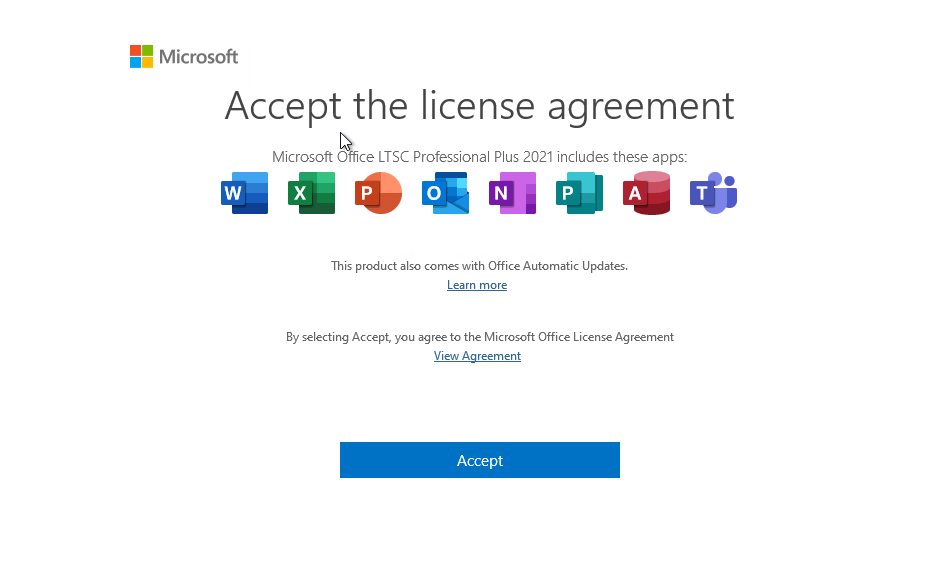 Microsoft
Accept the license agreement
Microsoft Office LTSC Professional Plus 2021 includes these apps:
W X P O N P A T
This product also comes with Office Automatic Updates.
Learn more
By selecting Accept, you agree to the Microsoft Office License Agreement
View Agreement
Accept